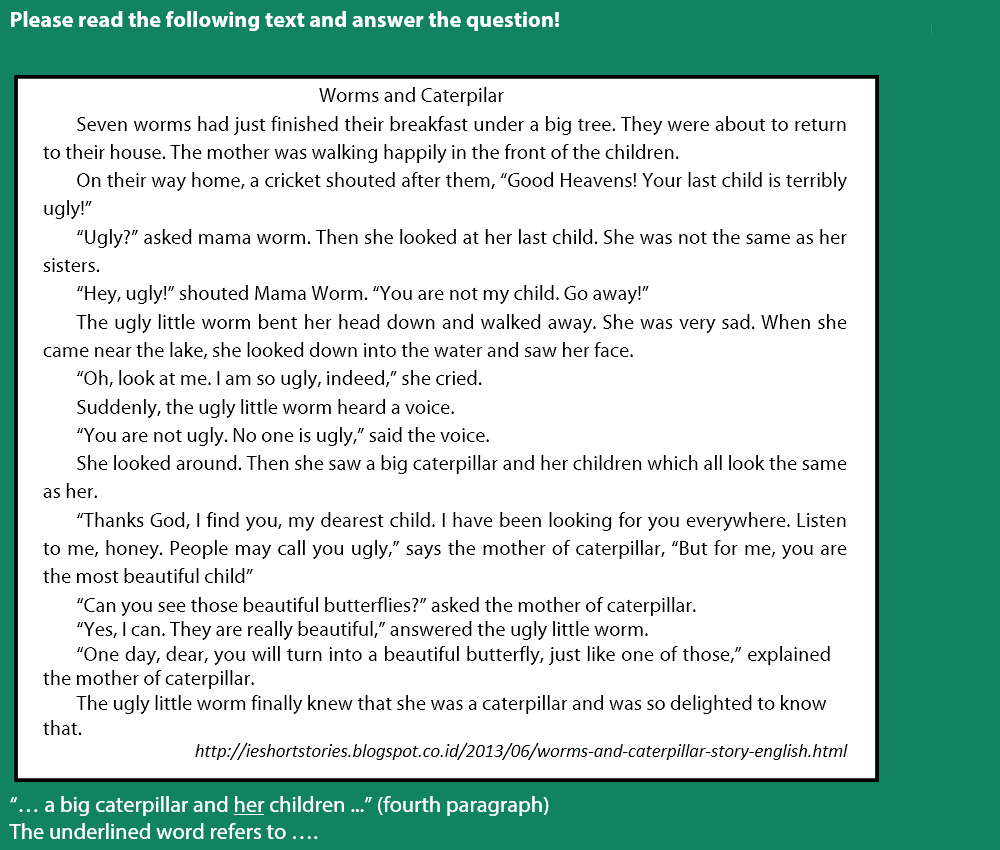 Please read the following text and answer the question!
Worms and Caterpilar
Seven worms had just finished their breakfast under a big tree. They were about to return
to their house. The mother was walking happily in the front of the children.
On their way home, a cricket shouted after them, “Good Heavens! Your last child is terribly
ugly!”
“Ugly?” asked mama worm. Then she looked at her last child. She was not the same as her
sisters.
“Hey, ugly!” shouted Mama Worm. “You are not my child. Go away!”
The ugly little worm bent her head down and walked away. She was very sad. When she
came near the lake, she looked down into the water and saw her face.
“Oh, look at me. I am so ugly, indeed,” she cried.
Suddenly, the ugly little worm heard a voice.
“You are not ugly. No one is ugly,” said the voice.
She looked around. Then she saw a big caterpillar and her children which all look the same
as her.
“Thanks God, I find you, my dearest child. I have been looking for you everywhere. Listen
to me, honey. People may call you ugly,” says the mother of caterpillar, “But for me, you are
the most beautiful child”
“Can you see those beautiful butterflies?” asked the mother of caterpillar.
“Yes, I can. They are really beautiful,” answered the ugly little worm.
“One day, dear, you will turn into a beautiful butterfly, just like one of those,” explained
the mother of caterpillar.
The ugly little worm finally knew that she was a caterpillar and was so delighted to know
that.
http://ieshortstories.blogspot.co.id/2013/06/worms-and-caterpillar-story-english.html
“… a big caterpillar and her children ...” (fourth paragraph)
The underlined word refers to ….